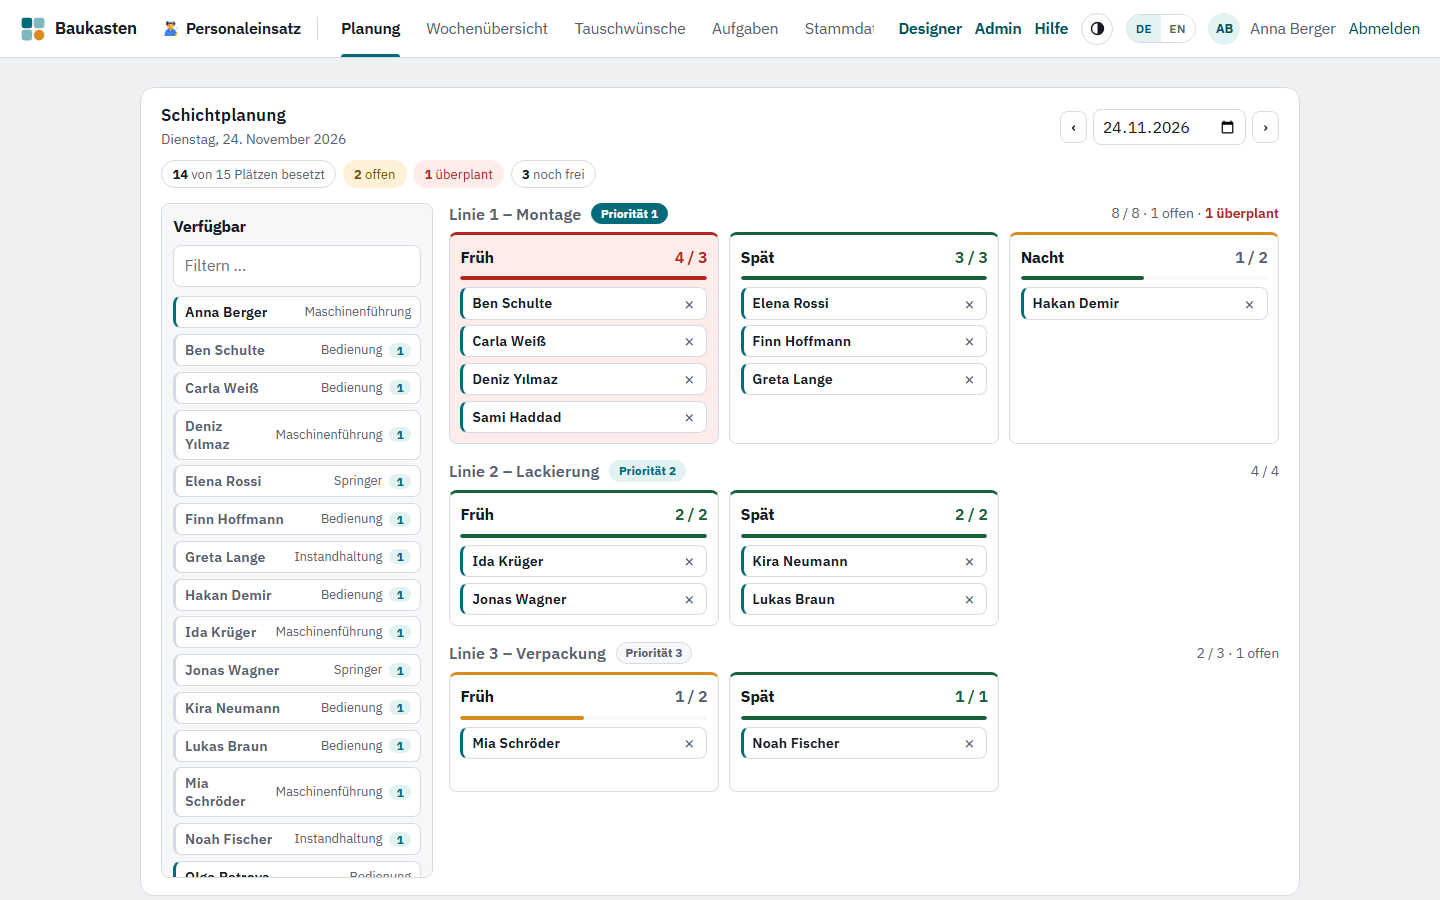 Baukasten
Personaleinsatz
Planung
Wochenübersicht
Tauschwünsche
Aufgaben
Stammdat
Designer
Admin
Hilfe
DE
EN
AB
Anna Berger
Abmelden
Schichtplanung
Dienstag, 24. November 2026
‹
24.11.2026
›
14 von 15 Plätzen besetzt
2 offen
1 überplant
3 noch frei
Verfügbar
Filtern ...
Anna Berger Maschinenführung
Ben Schulte Bedienung 1
Carla Weiß Bedienung 1
Deniz
Yılmaz Maschinenführung 1
Elena Rossi Springer 1
Finn Hoffmann Bedienung 1
Greta Lange Instandhaltung 1
Hakan Demir Bedienung 1
Ida Krüger Maschinenführung 1
Jonas Wagner Springer 1
Kira Neumann Bedienung 1
Lukas Braun Bedienung 1
Mia
Schröder Maschinenführung 1
Noah Fischer Instandhaltung 1
Olga Petrova Bedienung
Linie 1 – Montage Priorität 1 8 / 8 · 1 offen · 1 überplant
Früh 4 / 3
Ben Schulte ×
Carla Weiß ×
Deniz Yılmaz ×
Sami Haddad ×
Spät 3 / 3
Elena Rossi ×
Finn Hoffmann ×
Greta Lange ×
Nacht 1 / 2
Hakan Demir ×
Linie 2 – Lackierung Priorität 2 4 / 4
Früh 2 / 2
Ida Krüger ×
Jonas Wagner ×
Spät 2 / 2
Kira Neumann ×
Lukas Braun ×
Linie 3 – Verpackung Priorität 3 2 / 3 · 1 offen
Früh 1 / 2
Mia Schröder ×
Spät 1 / 1
Noah Fischer ×